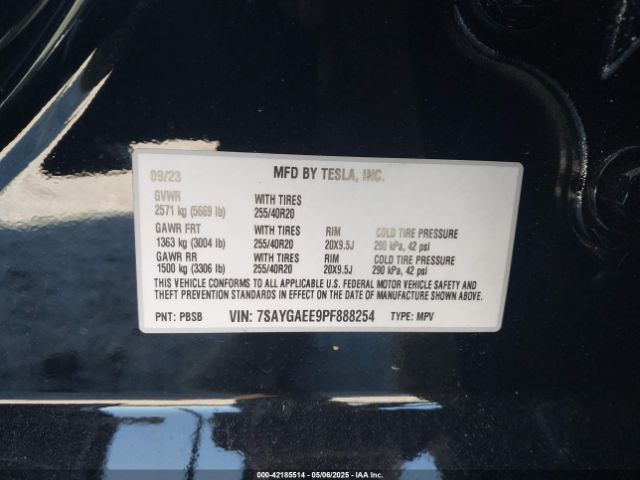 09/23 MFD BY TESLA, INC.
GVWR WITH TIRES
2571 kg (5669 lb) 255/40R20
GAWR FRT WITH TIRES RIM COLD TIRE PRESSURE
1363 kg (3004 lb) 255/40R20 20X9.5J 290 kPa, 42 psi
GAWR RR WITH TIRES RIM COLD TIRE PRESSURE
1500 kg (3306 lb) 255/40R20 20X9.5J 290 kPa, 42 psi
THIS VEHICLE CONFORMS TO ALL APPLICABLE U.S. FEDERAL MOTOR VEHICLE SAFETY AND
THEFT PREVENTION STANDARDS IN EFFECT ON THE DATE OF MANUFACTURE SHOWN ABOVE.
PNT: PBSB VIN: 7SAYGAEE9PF888254 TYPE: MPV
000-42185514 - 05/06/2025 - © IAA Inc.